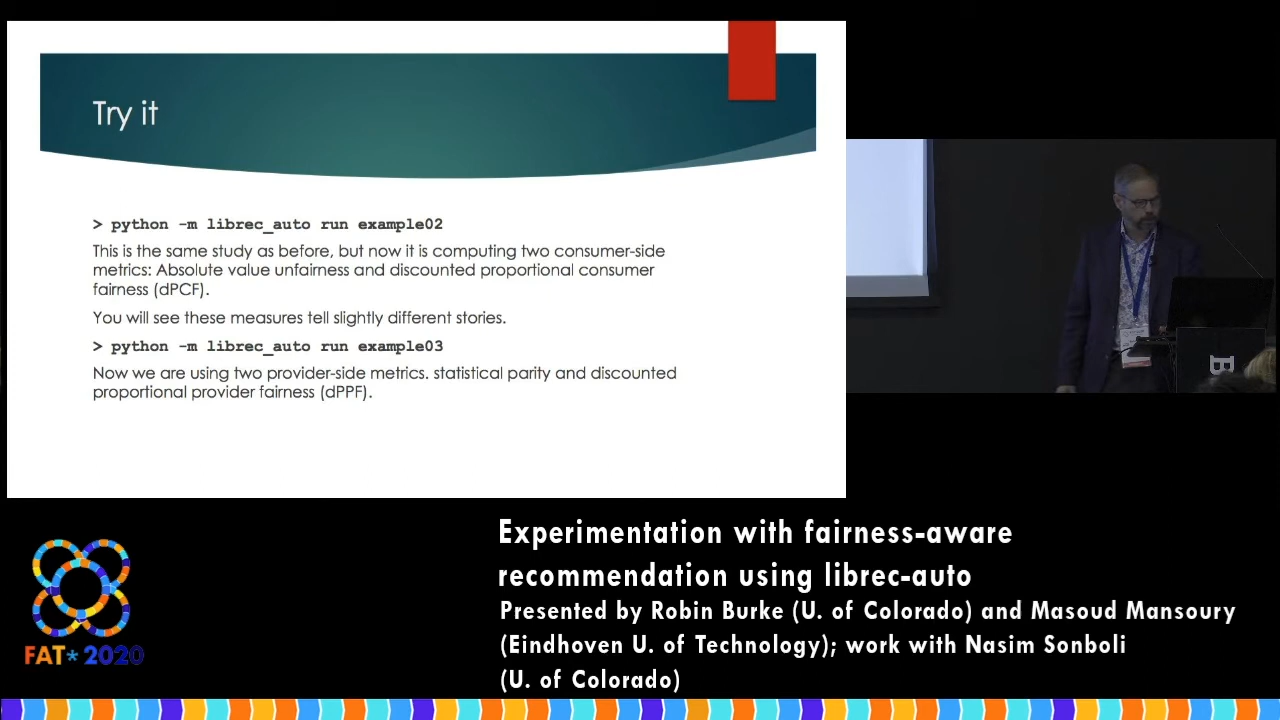 Try it
> python -m librec_auto run example02
This is the same study as before, but now it is computing two consumer-side
metrics: Absolute value unfairness and discounted proportional consumer
fairness (dPCF).
You will see these measures tell slightly different stories.
> python -m librec_auto run example03
Now we are using two provider-side metrics. statistical parity and discounted
proportional provider fairness (dPPF).
Experimentation with fairness-aware
recommendation using librec-auto
Presented by Robin Burke (U. of Colorado) and Masoud Mansoury
(Eindhoven U. of Technology); work with Nasim Sonboli
(U. of Colorado)
FAT* 2020